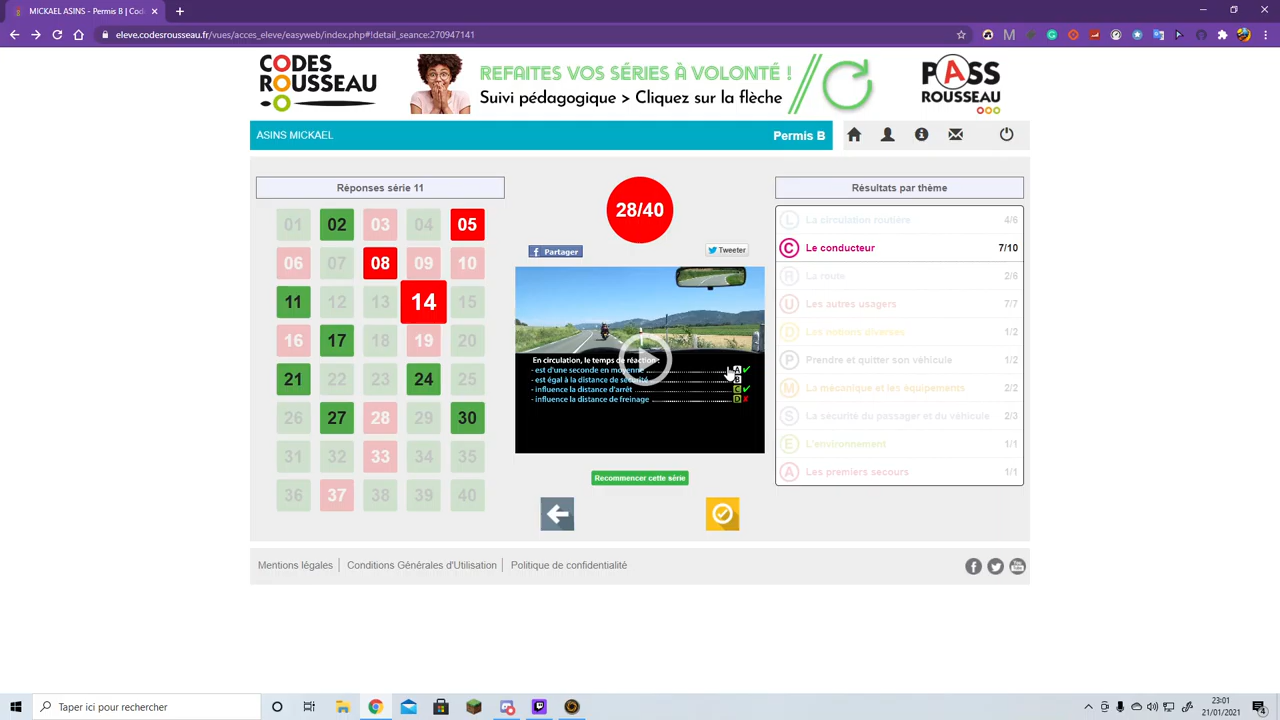 MICKAEL ASINS - Permis B | Cod
eleve.codesrousseau.fr/vues/acces_eleve/easyweb/index.php#!detail_seance:270947141
CODES
ROUSSEAU
REFAITES VOS SÉRIES À VOLONTÉ !
Suivi pédagogique > Cliquez sur la flèche
PASS
ROUSSEAU
ASINS MICKAEL
Permis B
Réponses série 11
01 02 03 04 05
06 07 08 09 10
11 12 13 14 15
16 17 18 19 20
21 24
26 27 28 29 30
31 32 33 34 35
36 37 38 39 40
28/40
Partager
Tweeter
En circulation, le temps de réaction :
- est d'une seconde en moyenne A
- est égal à la distance de sécurité B
- influence la distance d'arrêt C
- influence la distance de freinage D
Recommencer cette série
Résultats par thème
L La circulation routière 4/6
C Le conducteur 7/10
R La route 2/6
U Les autres usagers 7/7
D Les notions diverses 1/2
P Prendre et quitter son véhicule 1/2
M La mécanique et les équipements 2/2
S La sécurité du passager et du véhicule 2/3
E L'environnement 1/1
A Les premiers secours 1/1
Mentions légales
Conditions Générales d'Utilisation
Politique de confidentialité
You Tube
Taper ici pour rechercher
23:01
21/01/2021